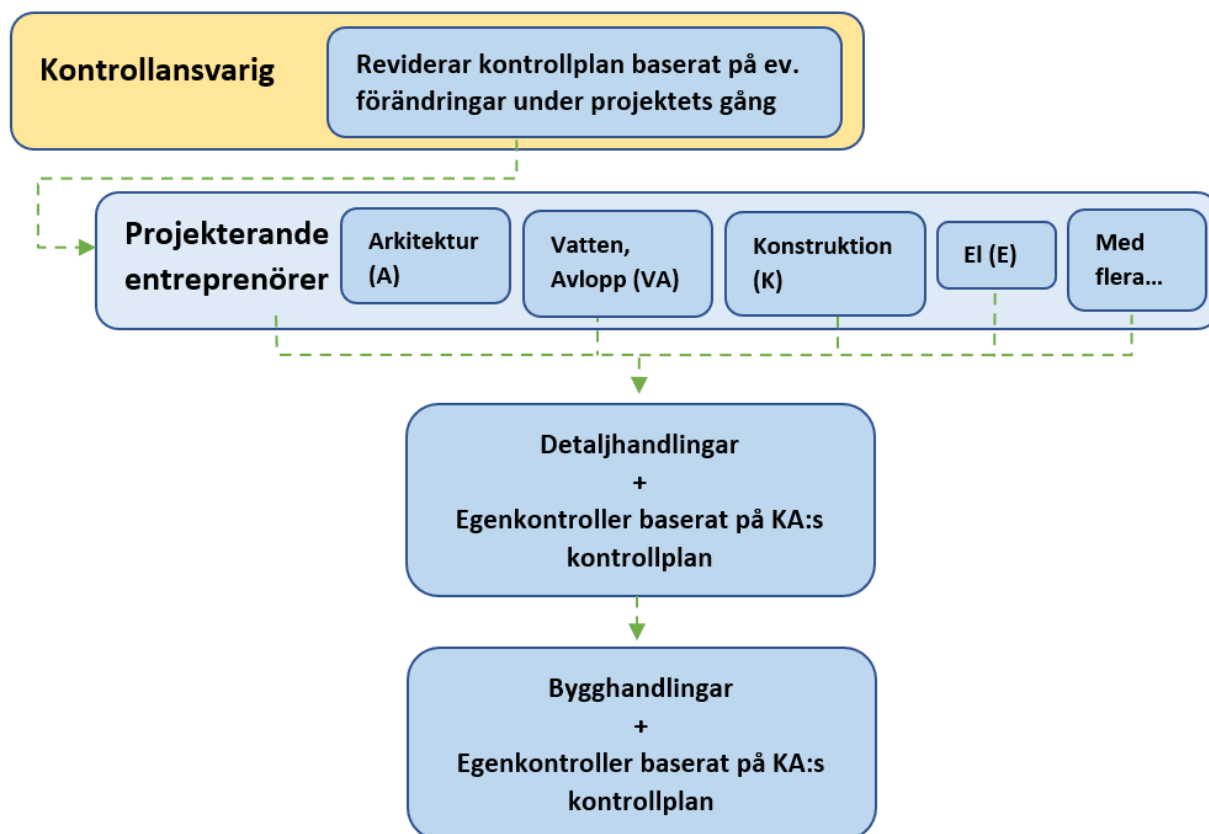 Kontrollansvarig
Reviderar kontrollplan baserat på ev.
förändringar under projektets gång
Projekterande
entreprenörer
Arkitektur
(A)
Vatten,
Avlopp (VA)
Konstruktion
(K)
El (E)
Med
flera...
Detaljhandlingar
+
Egenkontroller baserat på KA:s
kontrollplan
Bygghandlingar
+
Egenkontroller baserat på KA:s
kontrollplan